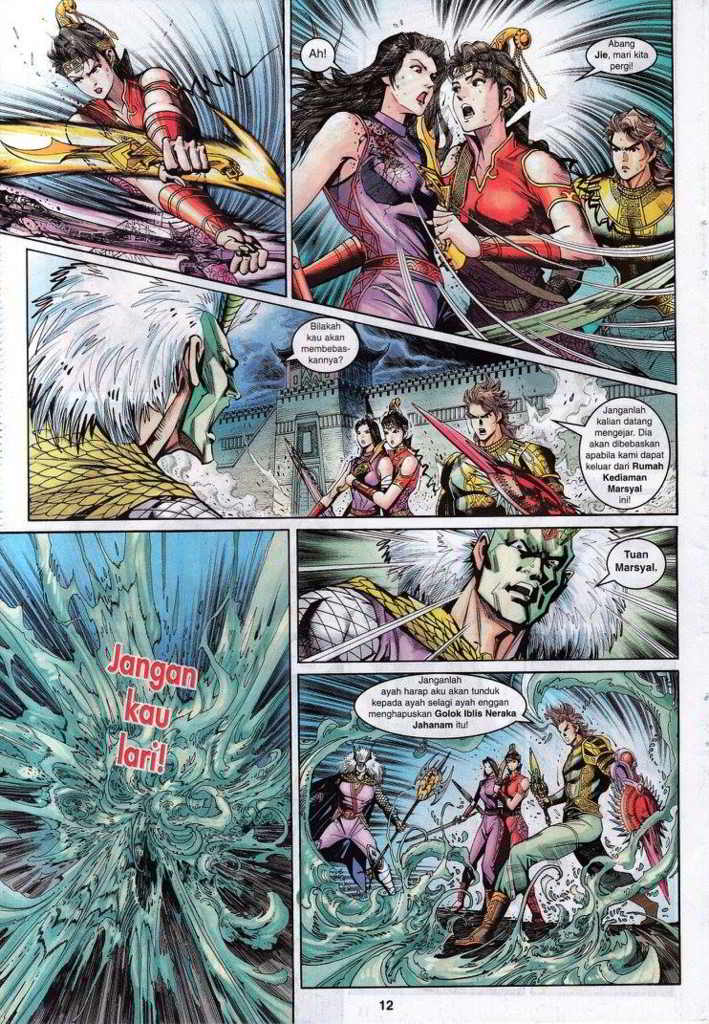 Ah!
Abang
Jie, mari kita
pergi!
Bilakah
kau akan
membebas-
kannya?
Janganlah
kalian datang
mengejar. Dia
akan dibebaskan
apabila kami dapat
keluar dari Rumah
Kediaman
Marsyal
ini!
Jangan
kau
lari!
Tuan
Marsyal.
Janganlah
ayah harap aku akan tunduk
kepada ayah selagi ayah enggan
menghapuskan Golok Iblis Neraka
Jahanam itu!
12